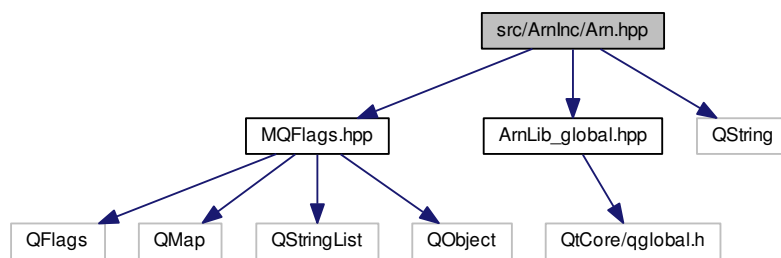 src/ArnInc/Arn.hpp
MQFlags.hpp
ArnLib_global.hpp
QString
QFlags
QMap
QStringList
QObject
QtCore/qglobal.h